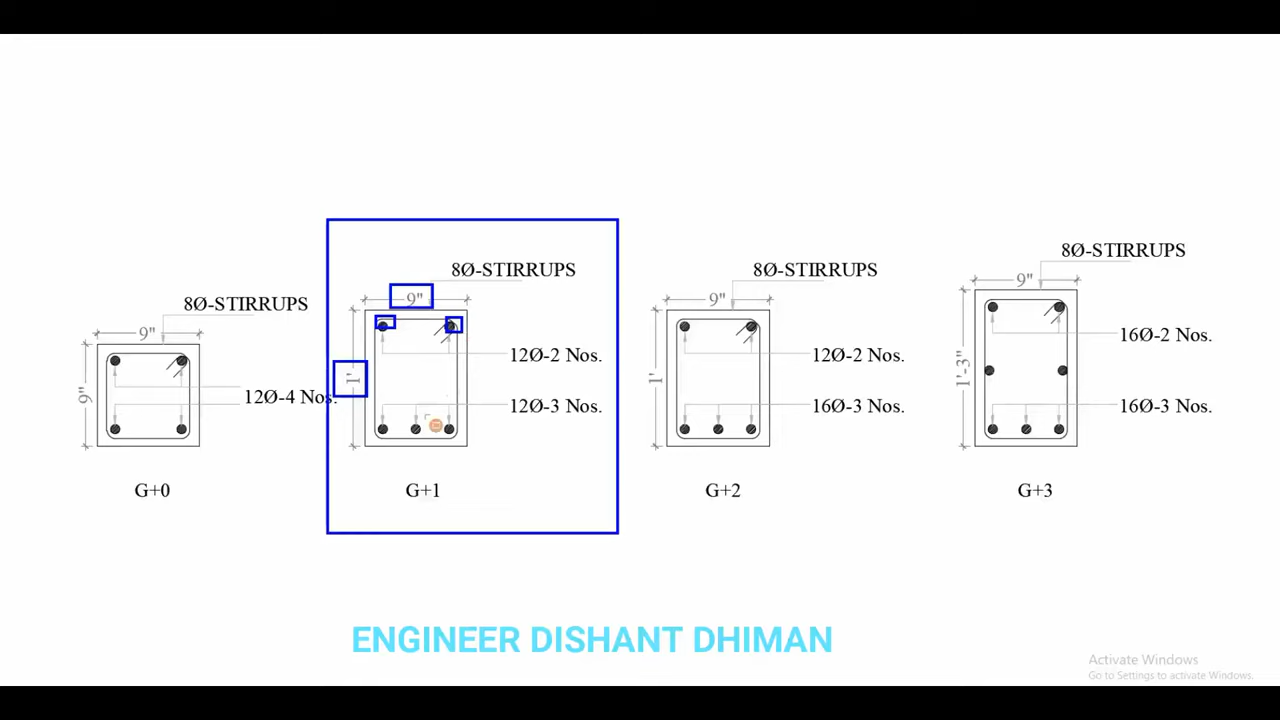 8Ø-STIRRUPS
9"
9"
12Ø-4 Nos.
G+0
8Ø-STIRRUPS
9"
1'
12Ø-2 Nos.
12Ø-3 Nos.
G+1
8Ø-STIRRUPS
9"
1'
12Ø-2 Nos.
16Ø-3 Nos.
G+2
8Ø-STIRRUPS
9"
1'-3"
16Ø-2 Nos.
16Ø-3 Nos.
G+3
ENGINEER DISHANT DHIMAN
Activate Windows
Go to Settings to activate Windows.